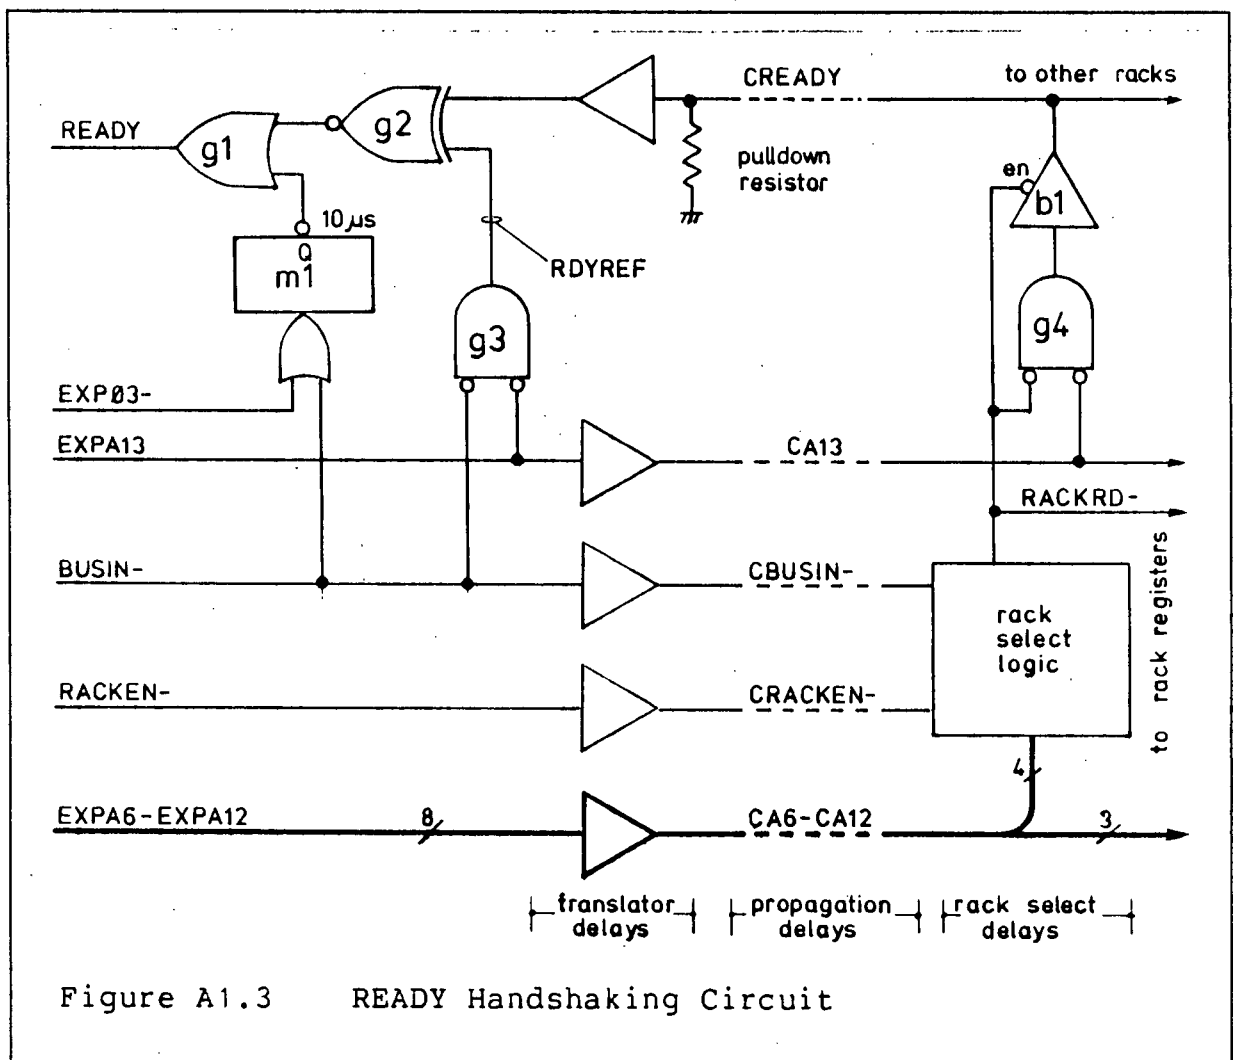 CREADY
to other racks
READY
g1
g2
pulldown
resistor
en
b1
10µs
Q
m1
RDYREF
g3
g4
EXPØ3-
EXPA13
CA13
RACKRD-
BUSIN-
CBUSIN-
rack
select
logic
to rack registers
RACKEN-
CRACKEN-
4
EXPA6-EXPA12
8
CA6-CA12
3
translator
delays
propagation
delays
rack select
delays
Figure A1.3 READY Handshaking Circuit